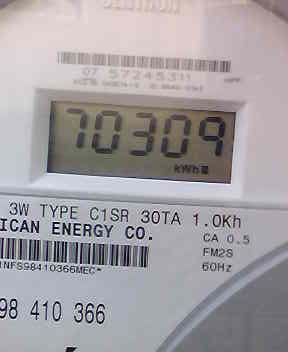 07 57245311
70309
kWh
3W TYPE C1SR 30TA 1.0Kh
ICAN ENERGY CO.
CA 0.5
FM2S
60Hz
INFS98410366MEC*
98 410 366